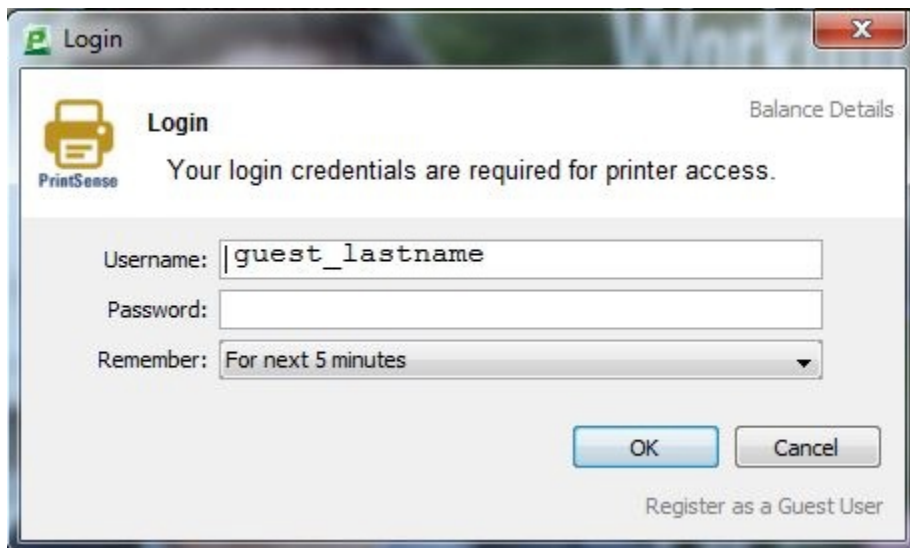 Login
Balance Details
Login
Your login credentials are required for printer access.
PrintSense
Username: guest_lastname
Password:
Remember: For next 5 minutes
OK Cancel
Register as a Guest User